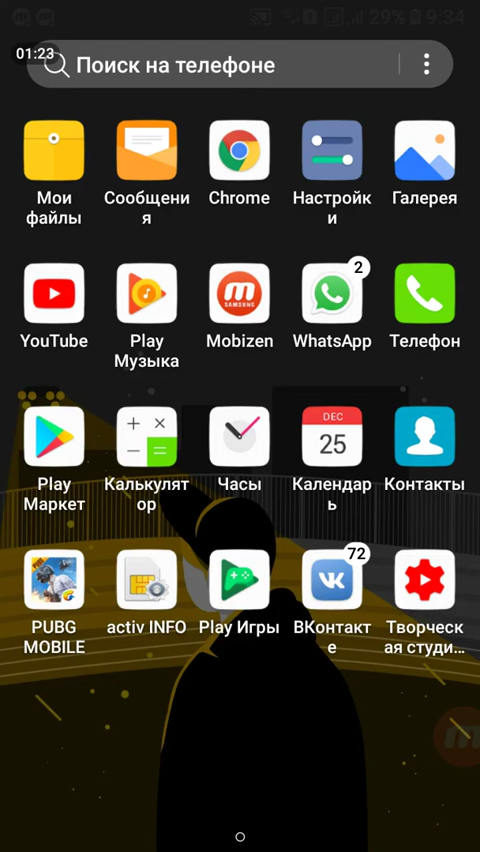 29% 9:34
01:23
Поиск на телефоне
Мои
файлы
Сообщени
я
Chrome
Настройк
и
Галерея
SAMSUNG
2
YouTube
Play
Музыка
Mobizen
WhatsApp
Телефон
DEC
25
Play
Маркет
Калькулят
ор
Часы
Календар
ь
Контакты
72
PUBG
MOBILE
activ INFO
Play Игры
ВКонтакт
е
Творческ
ая студи...